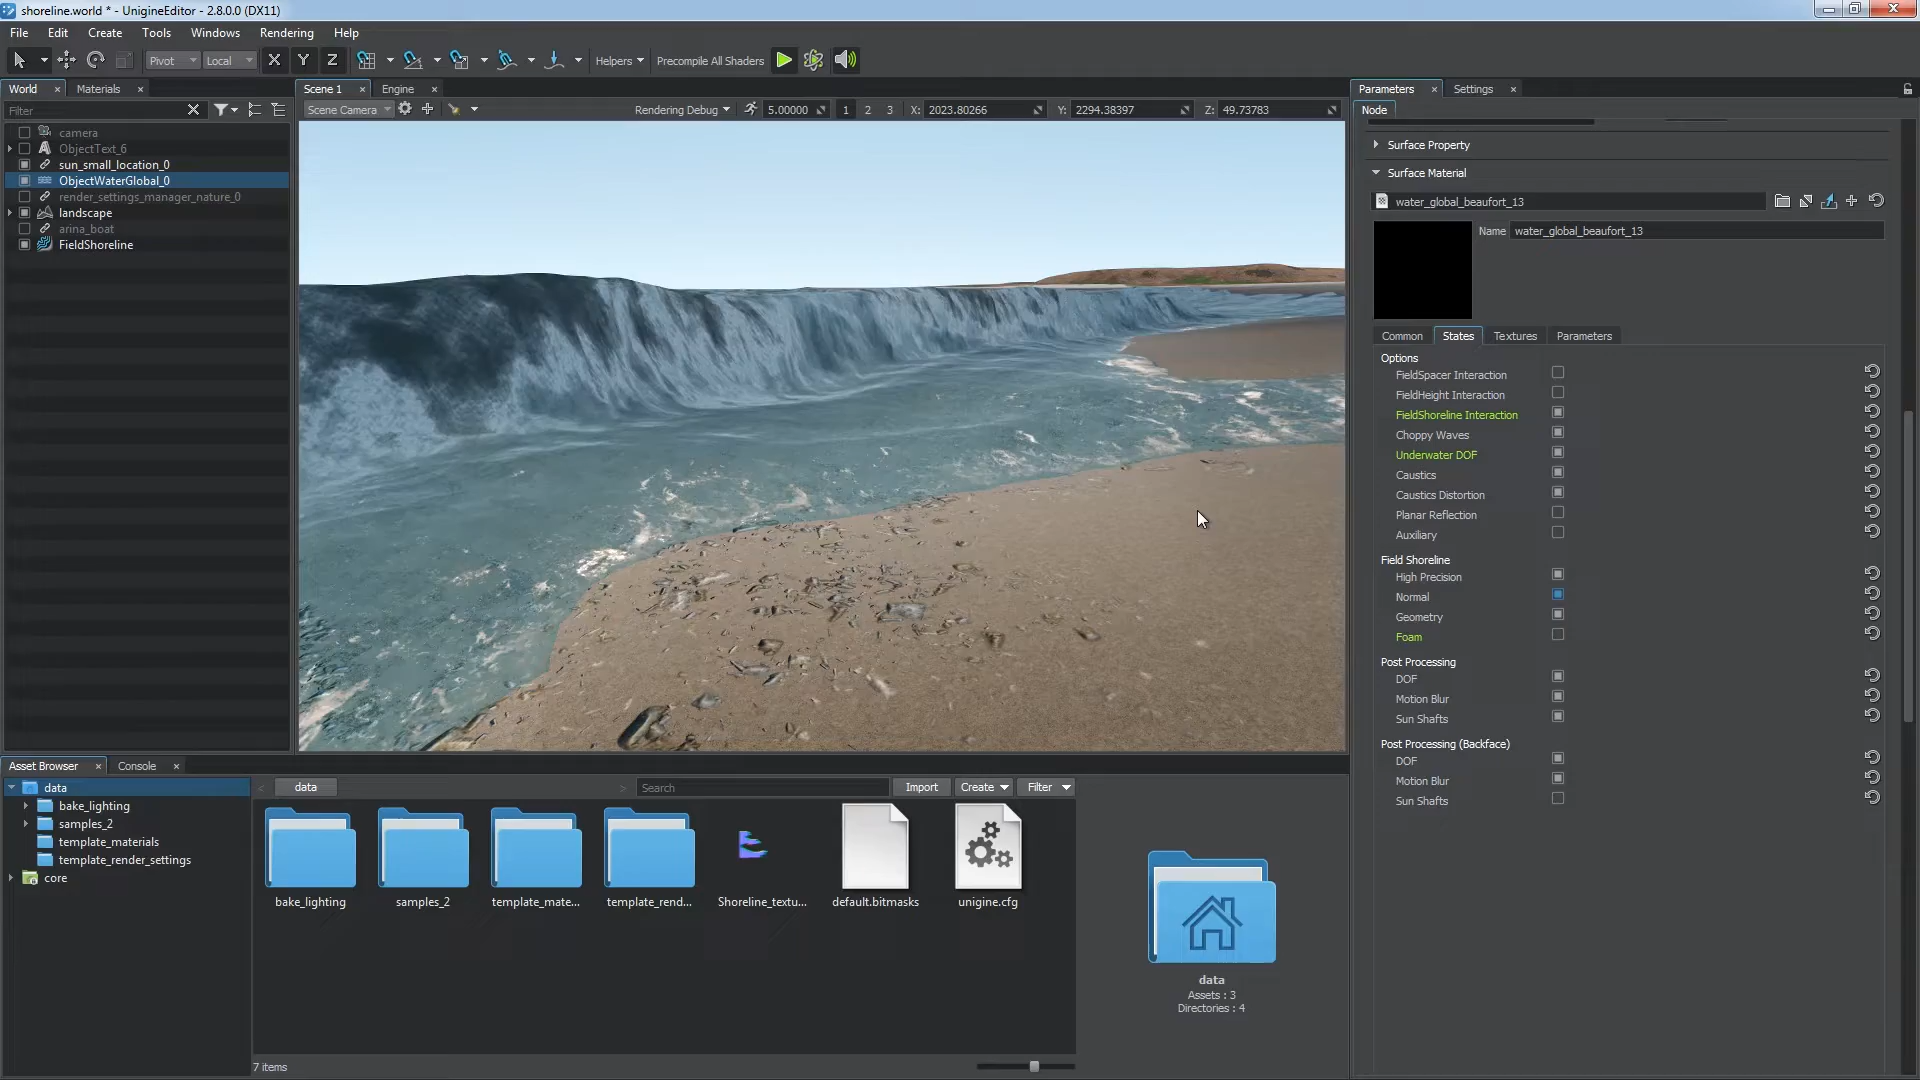 shoreline.world * - UnigineEditor - 2.8.0.0 (DX11)
File Edit Create Tools Windows Rendering Help
Pivot Local X Y Z Helpers Precompile All Shaders
World Materials
Filter
camera
ObjectText_6
sun_small_location_0
ObjectWaterGlobal_0
render_settings_manager_nature_0
landscape
arina_boat
FieldShoreline
Scene 1 Engine
Scene Camera Rendering Debug 5.00000 1 2 3 X: 2023.80266 Y: 2294.38397 Z: 49.73783
Parameters Settings
Node
Surface Property
Surface Material
water_global_beaufort_13
Name water_global_beaufort_13
Common States Textures Parameters
Options
FieldSpacer Interaction
FieldHeight Interaction
FieldShoreline Interaction
Choppy Waves
Underwater DOF
Caustics
Caustics Distortion
Planar Reflection
Auxiliary
Field Shoreline
High Precision
Normal
Geometry
Foam
Post Processing
DOF
Motion Blur
Sun Shafts
Post Processing (Backface)
DOF
Motion Blur
Sun Shafts
Asset Browser Console
data
bake_lighting
samples_2
template_materials
template_render_settings
core
data Search Import Create Filter
bake_lighting samples_2 template_mate... template_rend... Shoreline_textu... default.bitmasks unigine.cfg
data
Assets : 3
Directories : 4
7 items